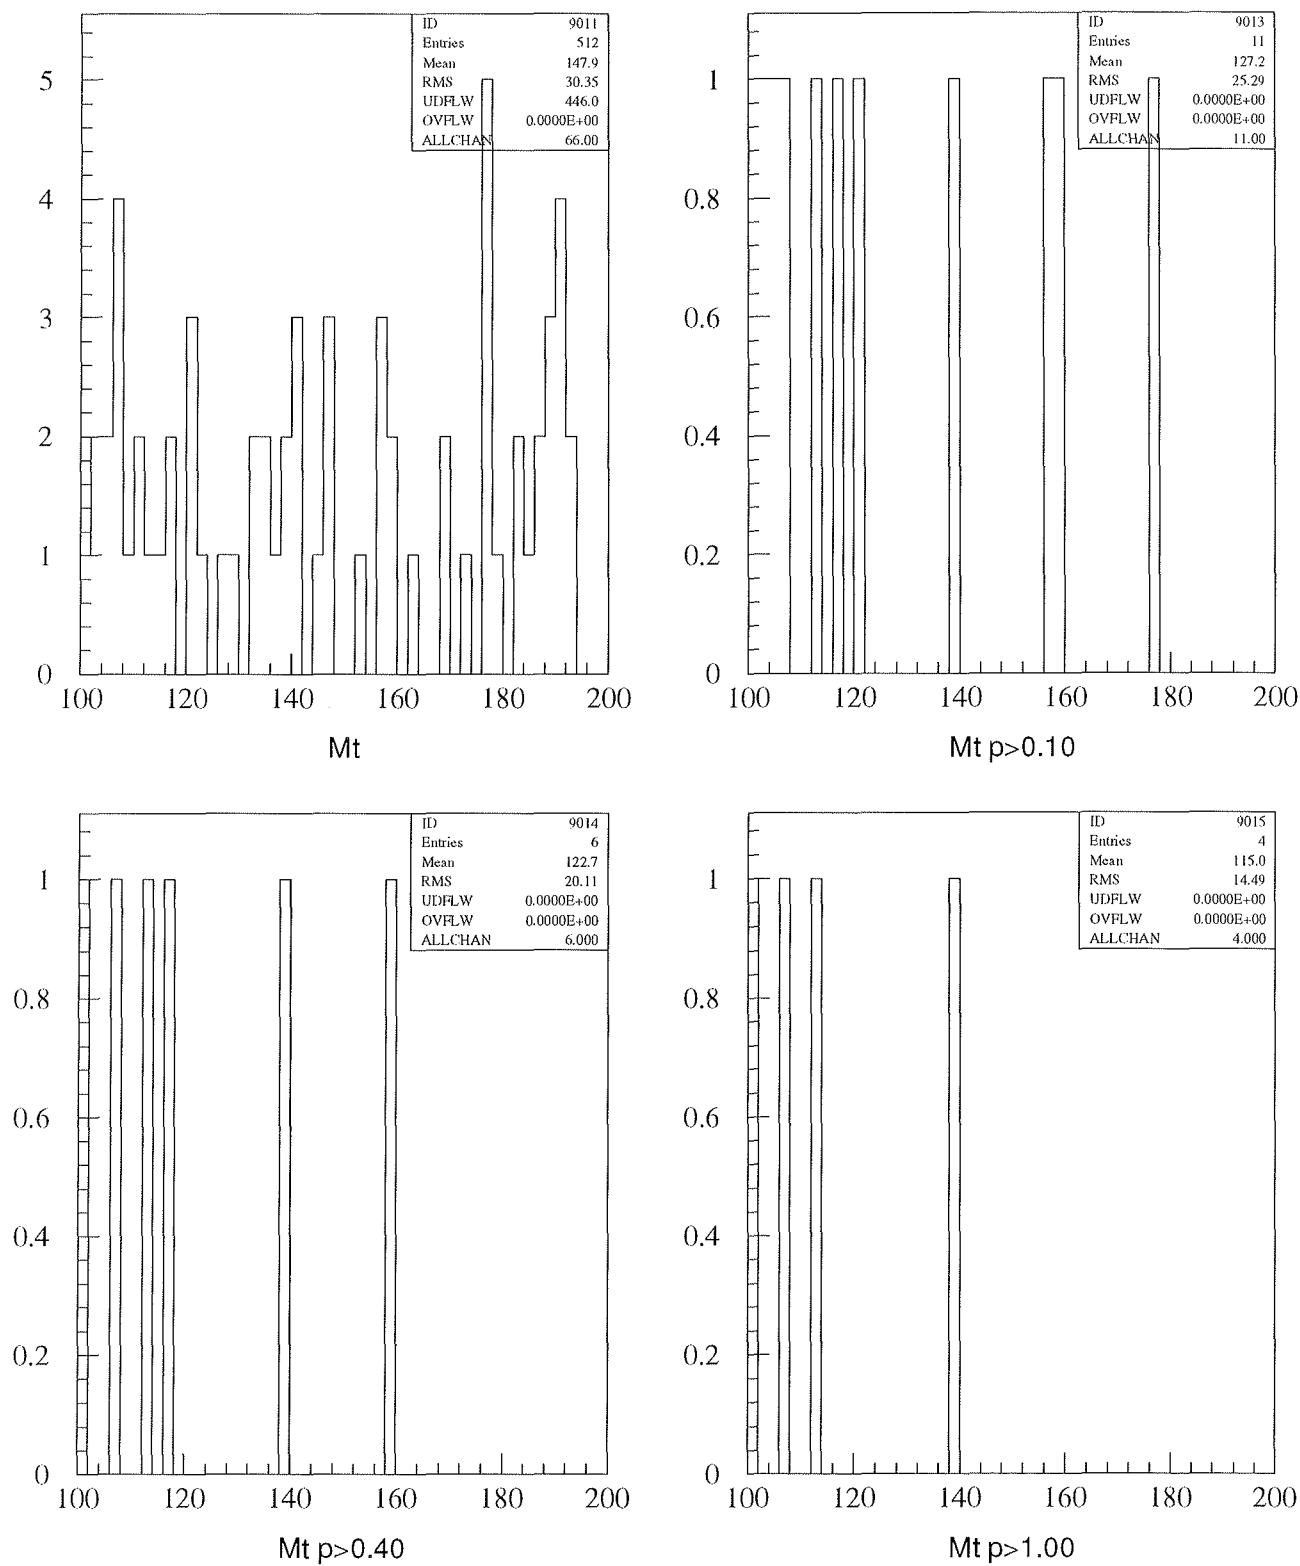 ID 9011
Entries 512
Mean 147.9
RMS 30.35
UDFLW 446.0
OVFLW 0.0000E+00
ALLCHAN 66.00
5
4
3
2
1
0
100 120 140 160 180 200
Mt
ID 9013
Entries 11
Mean 127.2
RMS 25.29
UDFLW 0.0000E+00
OVFLW 0.0000E+00
ALLCHAN 11.00
1
0.8
0.6
0.4
0.2
0
100 120 140 160 180 200
Mt p>0.10
ID 9014
Entries 6
Mean 122.7
RMS 20.11
UDFLW 0.0000E+00
OVFLW 0.0000E+00
ALLCHAN 6.000
1
0.8
0.6
0.4
0.2
0
100 120 140 160 180 200
Mt p>0.40
ID 9015
Entries 4
Mean 115.0
RMS 14.49
UDFLW 0.0000E+00
OVFLW 0.0000E+00
ALLCHAN 4.000
1
0.8
0.6
0.4
0.2
0
100 120 140 160 180 200
Mt p>1.00